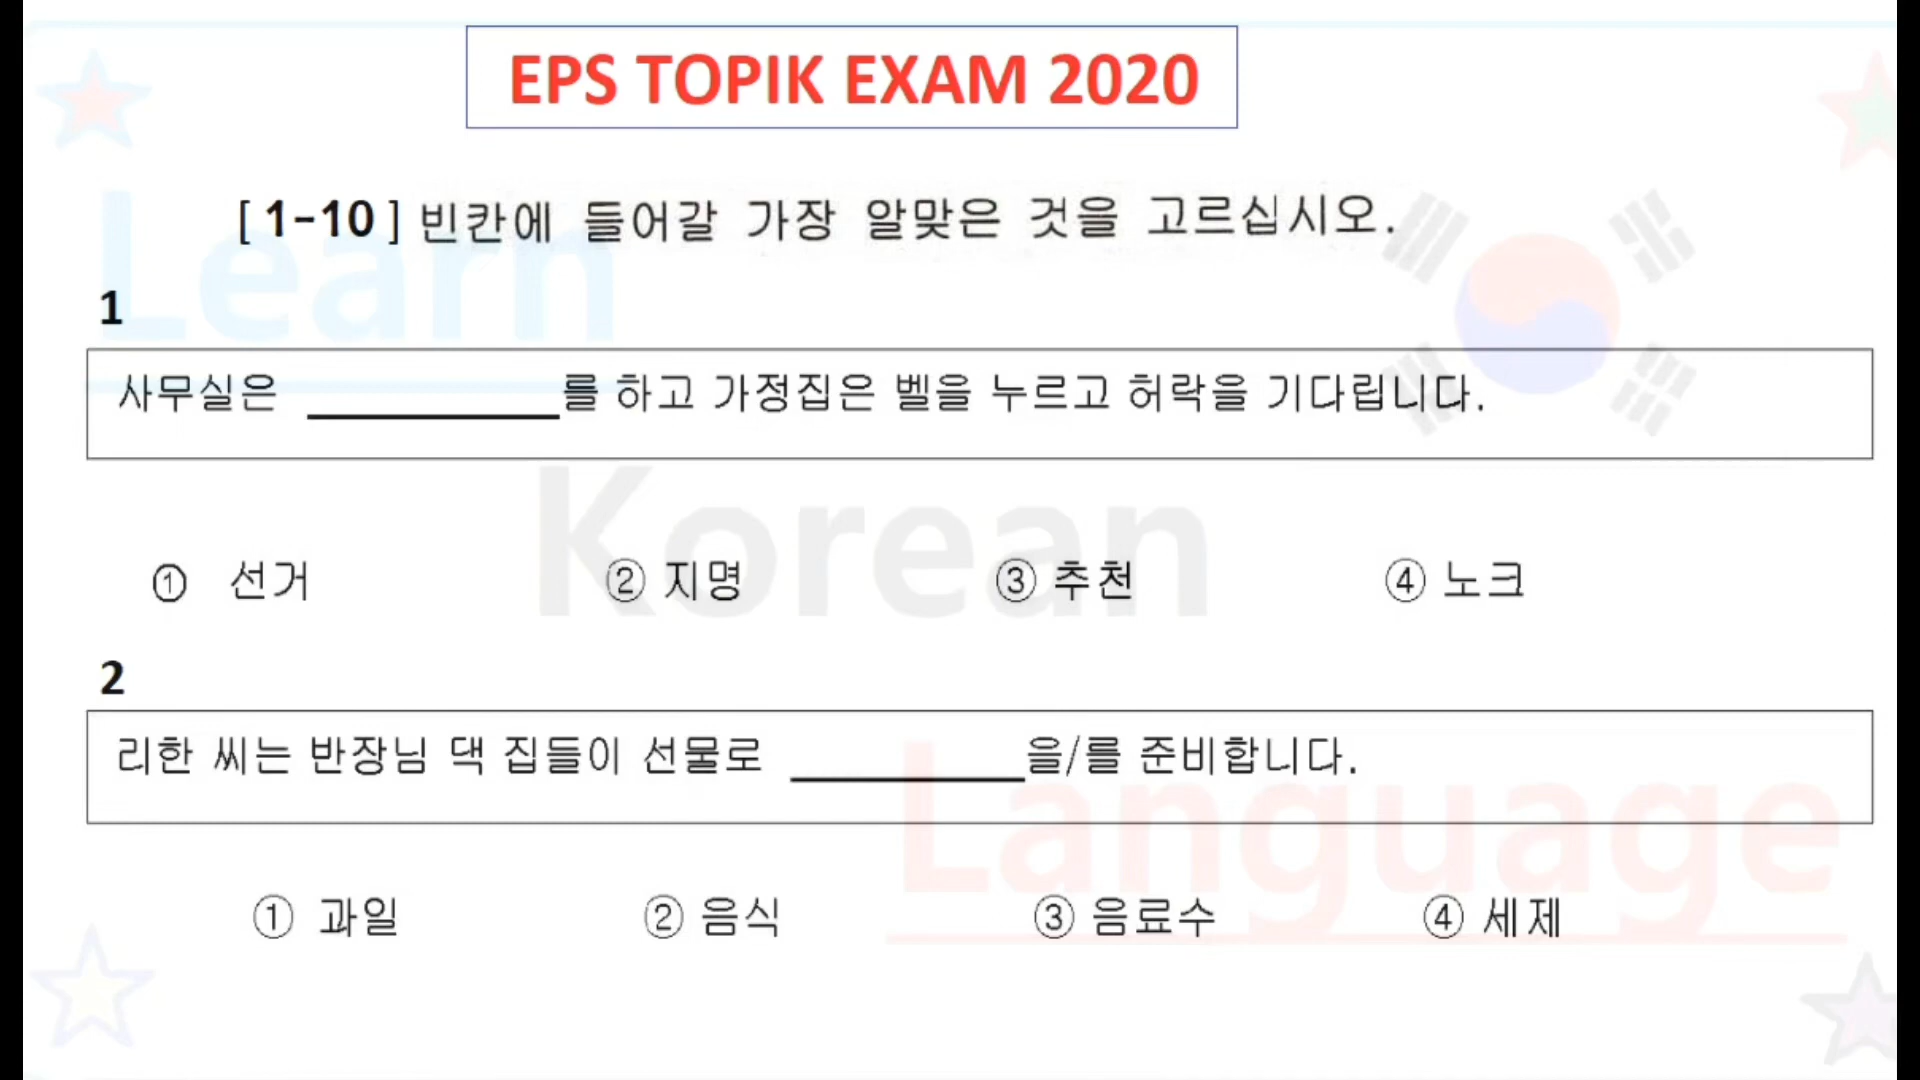 EPS TOPIK EXAM 2020
[ 1-10 ] 빈칸에 들어갈 가장 알맞은 것을 고르십시오.
1
사무실은 __________를 하고 가정집은 벨을 누르고 허락을 기다립니다.
① 선거 ② 지명 ③ 추천 ④ 노크
2
리한 씨는 반장님 댁 집들이 선물로 __________을/를 준비합니다.
① 과일 ② 음식 ③ 음료수 ④ 세제
Learn
Korean
Language